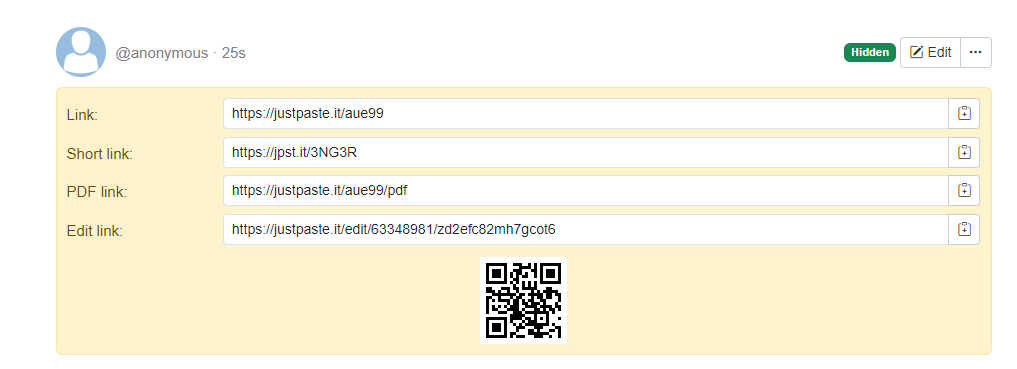 @anonymous · 25s
Hidden
Edit
Link: https://justpaste.it/aue99
Short link: https://jpst.it/3NG3R
PDF link: https://justpaste.it/aue99/pdf
Edit link: https://justpaste.it/edit/63348981/zd2efc82mh7gcot6